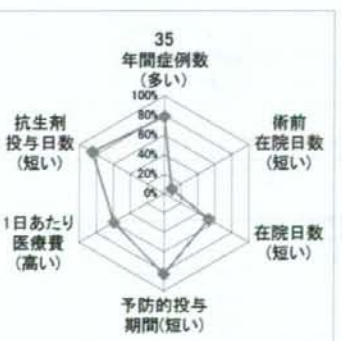 35
年間症例数
(多い)
100%
80%
60%
40%
20%
0%
術前
在院日数
(短い)
在院日数
(短い)
予防的投与
期間(短い)
1日あたり
医療費
(高い)
抗生剤
投与日数
(短い)